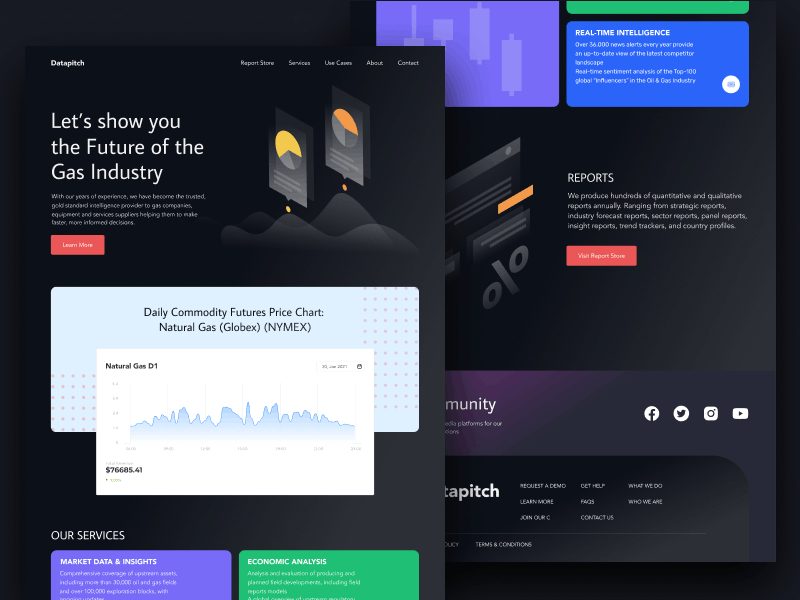 Datapitch
Report Store
Services
Use Cases
About
Contact
Let's show you
the Future of the
Gas Industry
With our years of experience, we have become the trusted,
gold standard intelligence provider to gas companies,
equipment and services suppliers helping them to make
faster, more informed decisions.
Learn More
Daily Commodity Futures Price Chart:
Natural Gas (Globex) (NYMEX)
Natural Gas D1
$76685.41
OUR SERVICES
MARKET DATA & INSIGHTS
Comprehensive coverage of upstream assets,
including more than 30,000 oil and gas fields
and over 100,000 exploration blocks, with
ongoing updates
ECONOMIC ANALYSIS
Analysis and evaluation of producing and
planned field developments, including field
reports models
A global overview of upstream regulatory
REAL-TIME INTELLIGENCE
Over 36,000 news alerts every year provide
an up-to-date view of the latest competitor
landscape
Real-time sentiment analysis of the Top-100
global "Influencers" in the Oil & Gas Industry
%
REPORTS
We produce hundreds of quantitative and qualitative
reports annually. Ranging from strategic reports,
industry forecast reports, sector reports, panel reports,
insight reports, trend trackers, and country profiles.
Visit Report Store
munity
edia platforms for our
tions
tapitch
REQUEST A DEMO
GET HELP
WHAT WE DO
LEARN MORE
FAQS
WHO WE ARE
JOIN OUR C
CONTACT US
OLICY
TERMS & CONDITIONS